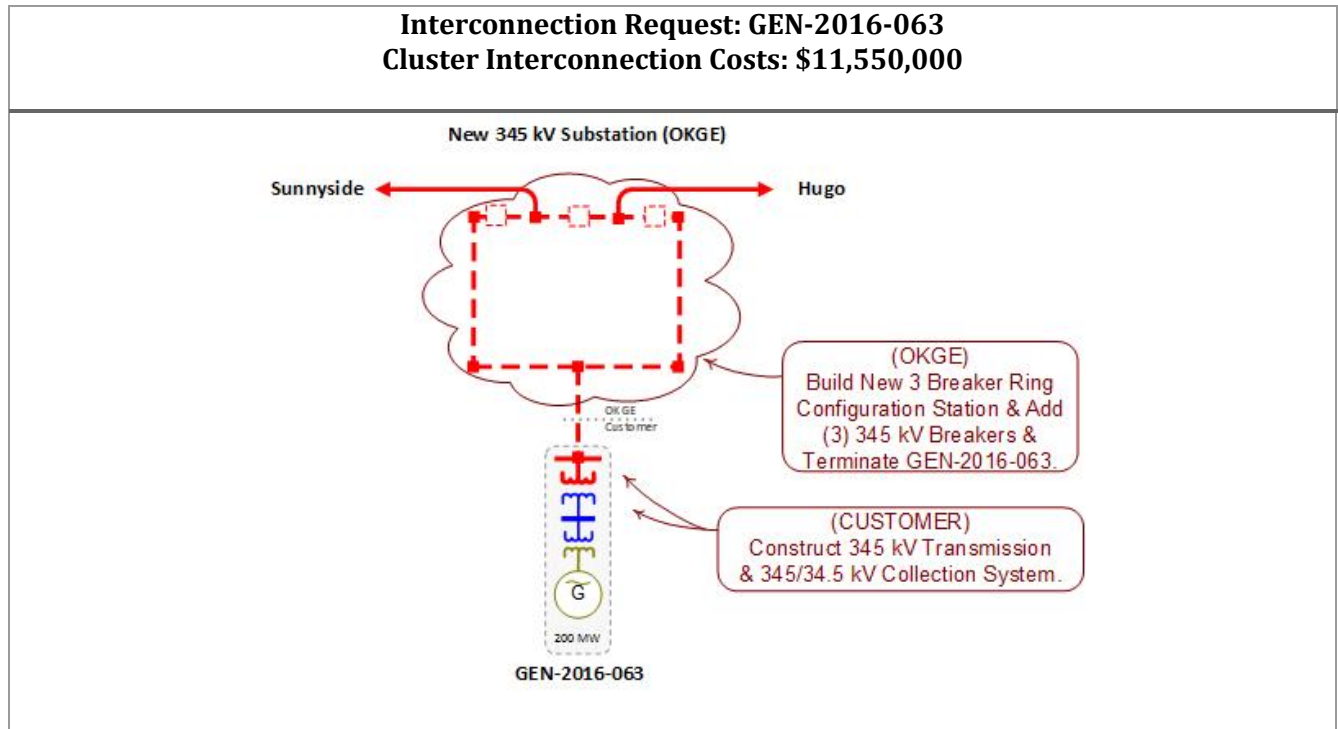 Interconnection Request: GEN-2016-063
Cluster Interconnection Costs: $11,550,000
New 345 kV Substation (OKGE)
Sunnyside
Hugo
(OKGE)
Build New 3 Breaker Ring
Configuration Station & Add
(3) 345 kV Breakers &
Terminate GEN-2016-063.
OKGE
Customer
(CUSTOMER)
Construct 345 kV Transmission
& 345/34.5 kV Collection System.
G
200 MW
GEN-2016-063